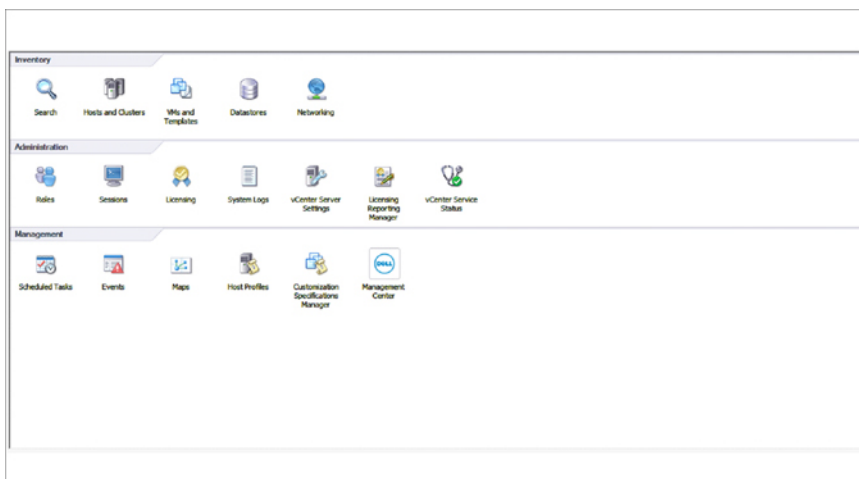 Inventory
Search
Hosts and Clusters
VMs and
Templates
Datastores
Networking
Administration
Roles
Sessions
Licensing
System Logs
vCenter Server
Settings
Licensing
Reporting
Manager
vCenter Service
Status
Management
Scheduled Tasks
Events
Maps
Host Profiles
Customization
Specifications
Manager
DELL
Management
Center